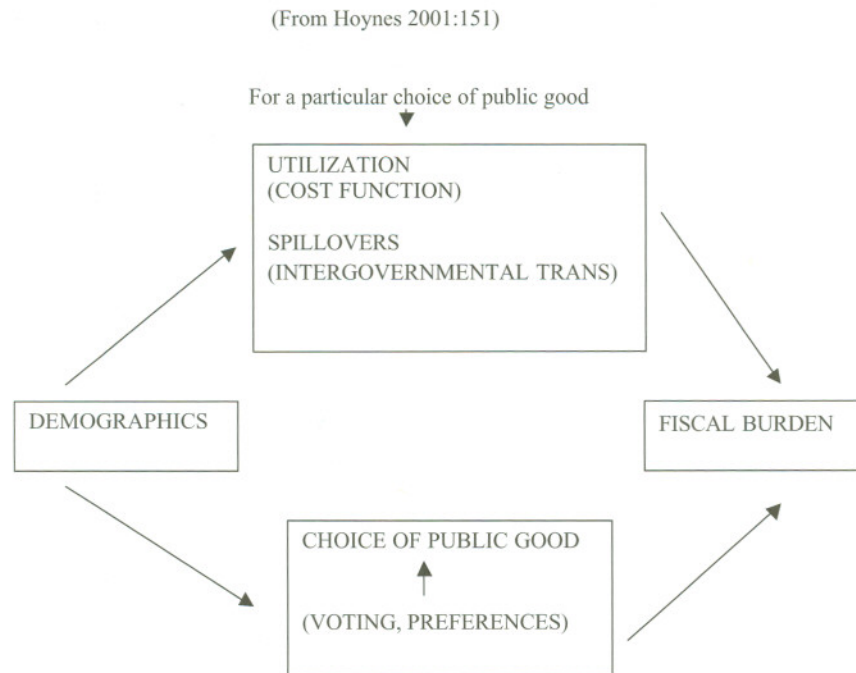 (From Hoynes 2001:151)
For a particular choice of public good
UTILIZATION
(COST FUNCTION)
SPILLOVERS
(INTERGOVERNMENTAL TRANS)
DEMOGRAPHICS
FISCAL BURDEN
CHOICE OF PUBLIC GOOD
(VOTING, PREFERENCES)